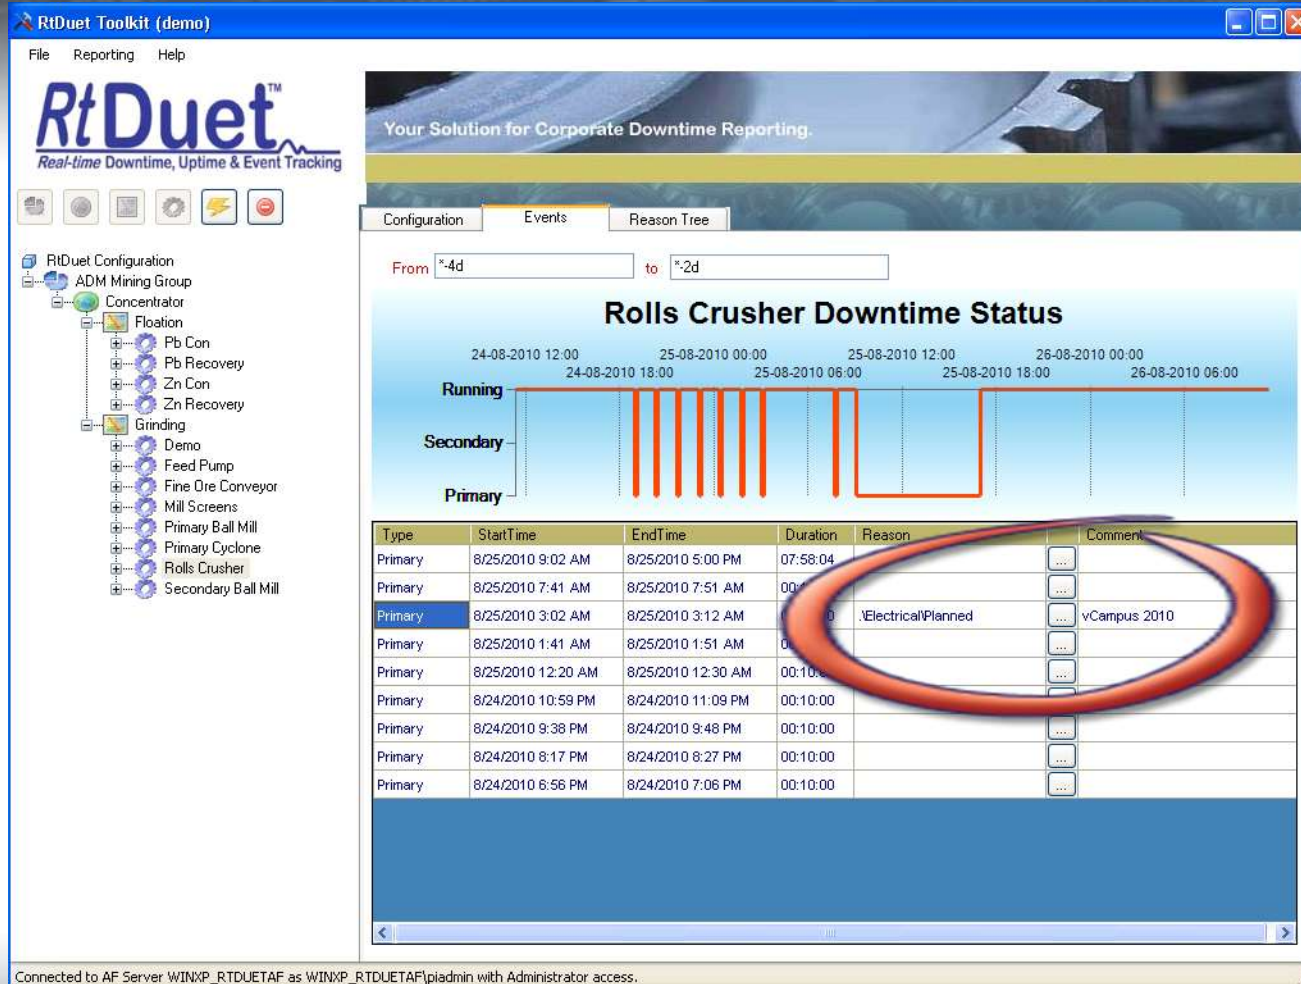 RtDuet Toolkit (demo)
File Reporting Help
RtDuet™
Real-time Downtime, Uptime & Event Tracking
Your Solution for Corporate Downtime Reporting.
Configuration Events Reason Tree
RtDuet Configuration
ADM Mining Group
Concentrator
Floation
Pb Con
Pb Recovery
Zn Con
Zn Recovery
Grinding
Demo
Feed Pump
Fine Ore Conveyor
Mill Screens
Primary Ball Mill
Primary Cyclone
Rolls Crusher
Secondary Ball Mill
From *-4d to *-2d
Rolls Crusher Downtime Status
24-08-2010 12:00 25-08-2010 00:00 25-08-2010 12:00 26-08-2010 00:00
24-08-2010 18:00 25-08-2010 06:00 25-08-2010 18:00 26-08-2010 06:00
Running
Secondary
Primary
Type StartTime EndTime Duration Reason Comment
Primary 8/25/2010 9:02 AM 8/25/2010 5:00 PM 07:58:04 ...
Primary 8/25/2010 7:41 AM 8/25/2010 7:51 AM ...
Primary 8/25/2010 3:02 AM 8/25/2010 3:12 AM .\Electrical\Planned ... vCampus 2010
Primary 8/25/2010 1:41 AM 8/25/2010 1:51 AM ...
Primary 8/25/2010 12:20 AM 8/25/2010 12:30 AM ...
Primary 8/24/2010 10:59 PM 8/24/2010 11:09 PM 00:10:00
Primary 8/24/2010 9:38 PM 8/24/2010 9:48 PM 00:10:00 ...
Primary 8/24/2010 8:17 PM 8/24/2010 8:27 PM 00:10:00 ...
Primary 8/24/2010 6:56 PM 8/24/2010 7:06 PM 00:10:00 ...
Connected to AF Server WINXP_RTDUETAF as WINXP_RTDUETAF\piadmin with Administrator access.